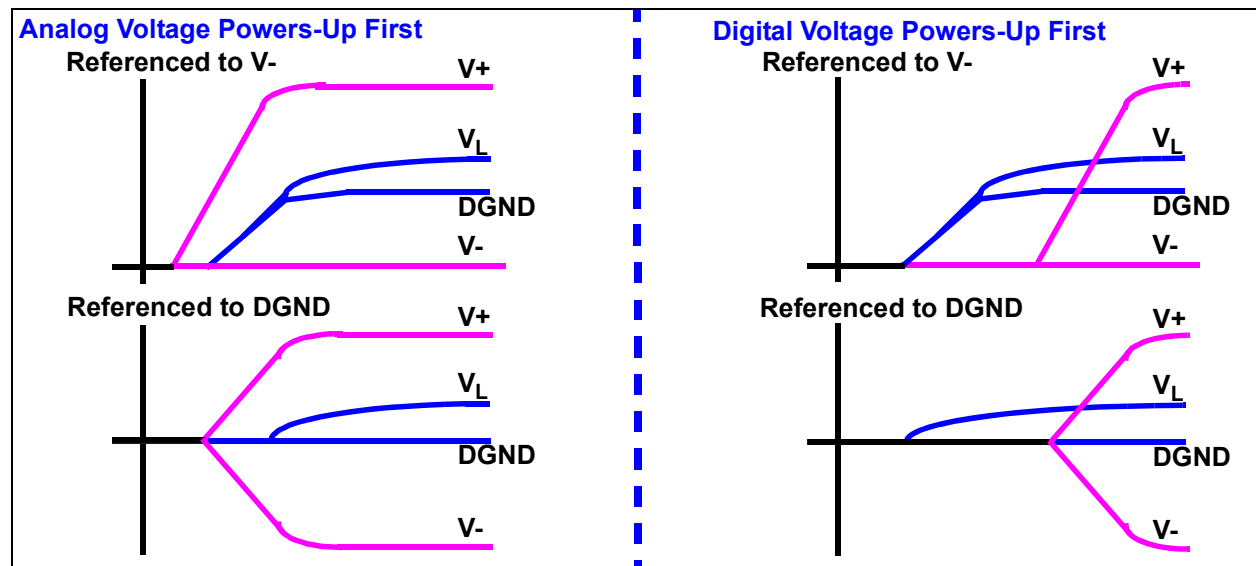 Analog Voltage Powers-Up First
Referenced to V-
V+
VL
DGND
V-
Referenced to DGND
V+
VL
DGND
V-
Digital Voltage Powers-Up First
Referenced to V-
V+
VL
DGND
V-
Referenced to DGND
V+
VL
DGND
V-